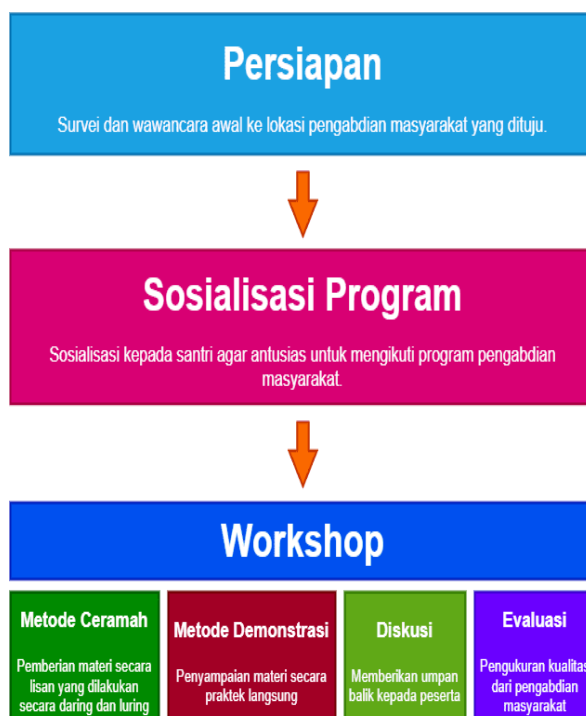 Persiapan
Survei dan wawancara awal ke lokasi pengabdian masyarakat yang dituju.
Sosialisasi Program
Sosialisasi kepada santri agar antusias untuk mengikuti program pengabdian
masyarakat.
Workshop
Metode Ceramah
Pemberian materi secara
lisan yang dilakukan
secara daring dan luring
Metode Demonstrasi
Penyampaian materi secara
praktek langsung
Diskusi
Memberikan umpan
balik kepada peserta
Evaluasi
Pengukuran kualitas
dari pengabdian
masyarakat